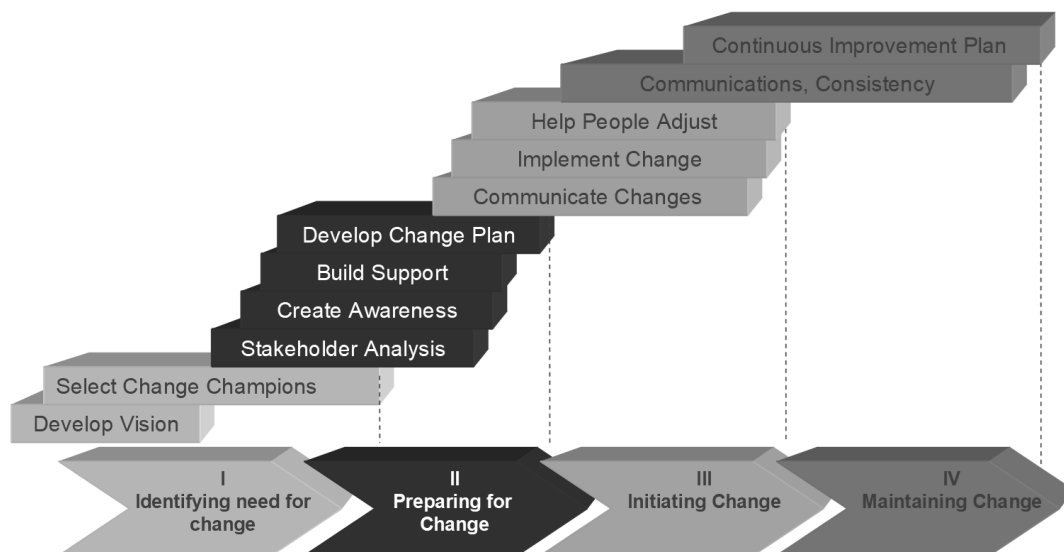 Continuous Improvement Plan
Communications, Consistency
Help People Adjust
Implement Change
Communicate Changes
Develop Change Plan
Build Support
Create Awareness
Stakeholder Analysis
Select Change Champions
Develop Vision
I
Identifying need for
change
II
Preparing for
Change
III
Initiating Change
IV
Maintaining Change